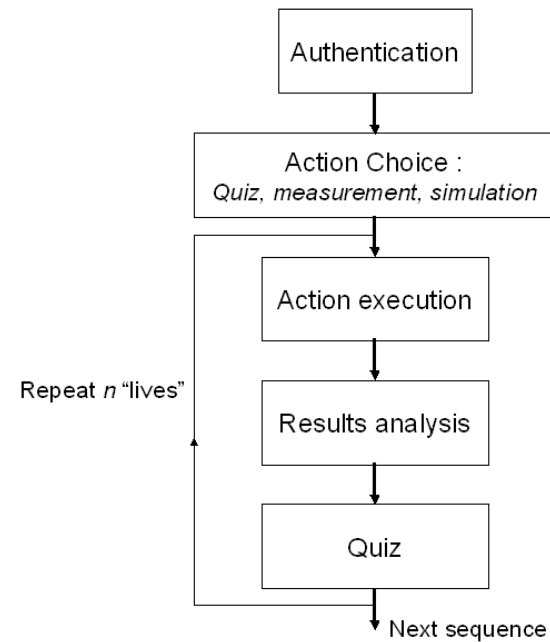 Authentication
Action Choice :
Quiz, measurement, simulation
Action execution
Repeat n “lives”
Results analysis
Quiz
Next sequence